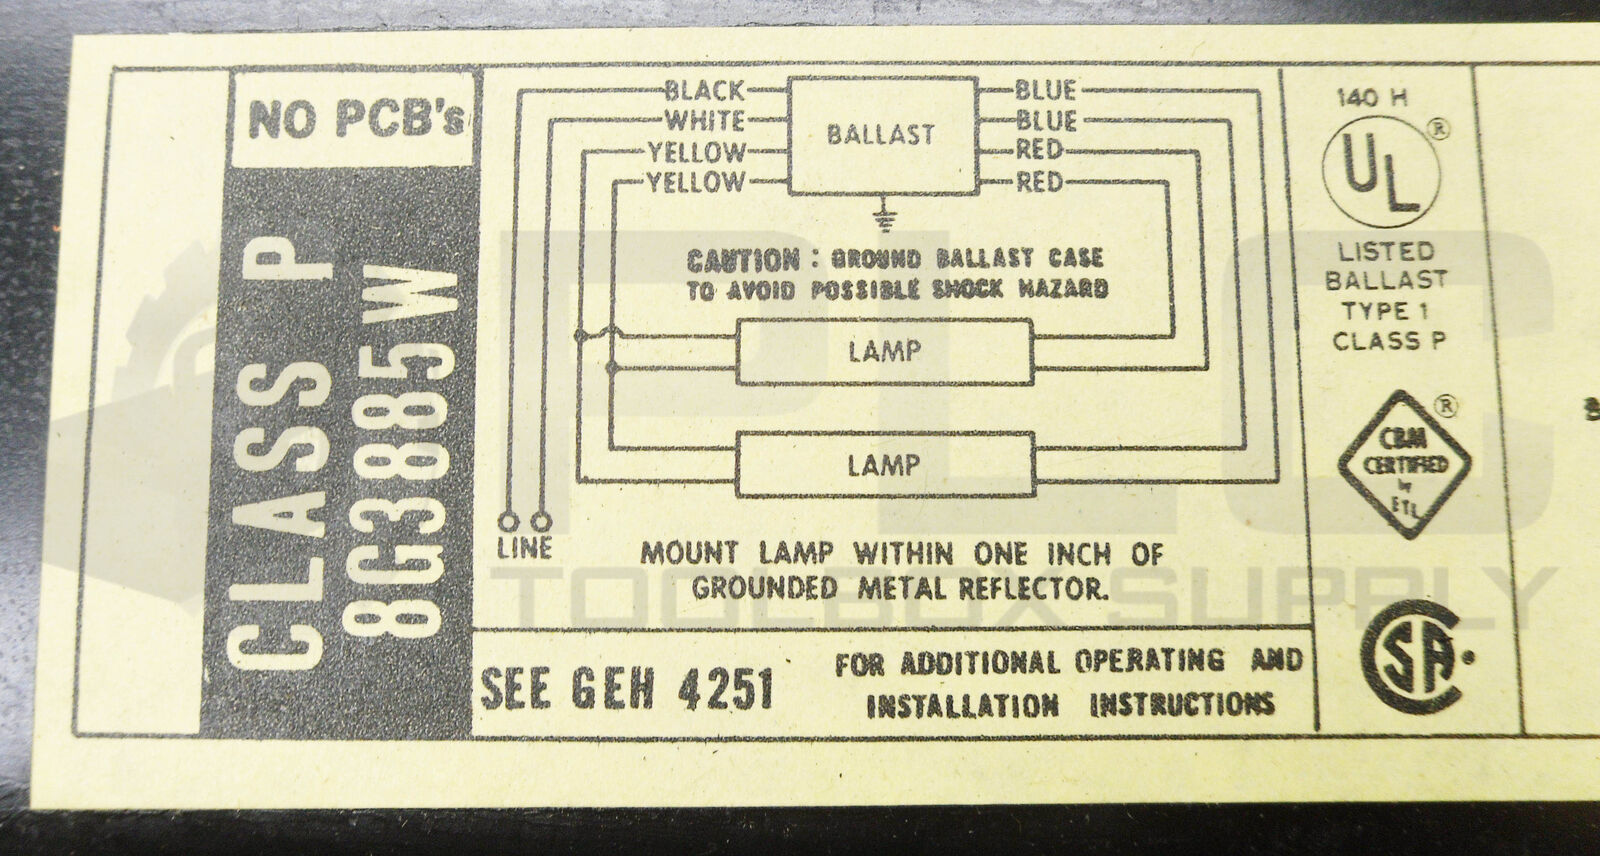 NO PCB's
CLASS P
8G3885W
BLACK
WHITE
YELLOW
YELLOW
BALLAST
BLUE
BLUE
RED
RED
CAUTION : GROUND BALLAST CASE
TO AVOID POSSIBLE SHOCK HAZARD
LAMP
LAMP
LINE
MOUNT LAMP WITHIN ONE INCH OF
GROUNDED METAL REFLECTOR.
SEE GEH 4251
FOR ADDITIONAL OPERATING AND
INSTALLATION INSTRUCTIONS
140 H
UL ®
LISTED
BALLAST
TYPE 1
CLASS P
®
CBM
CERTIFIED
by
ETL
CSA
PLC
TOOLBOX SUPPLY